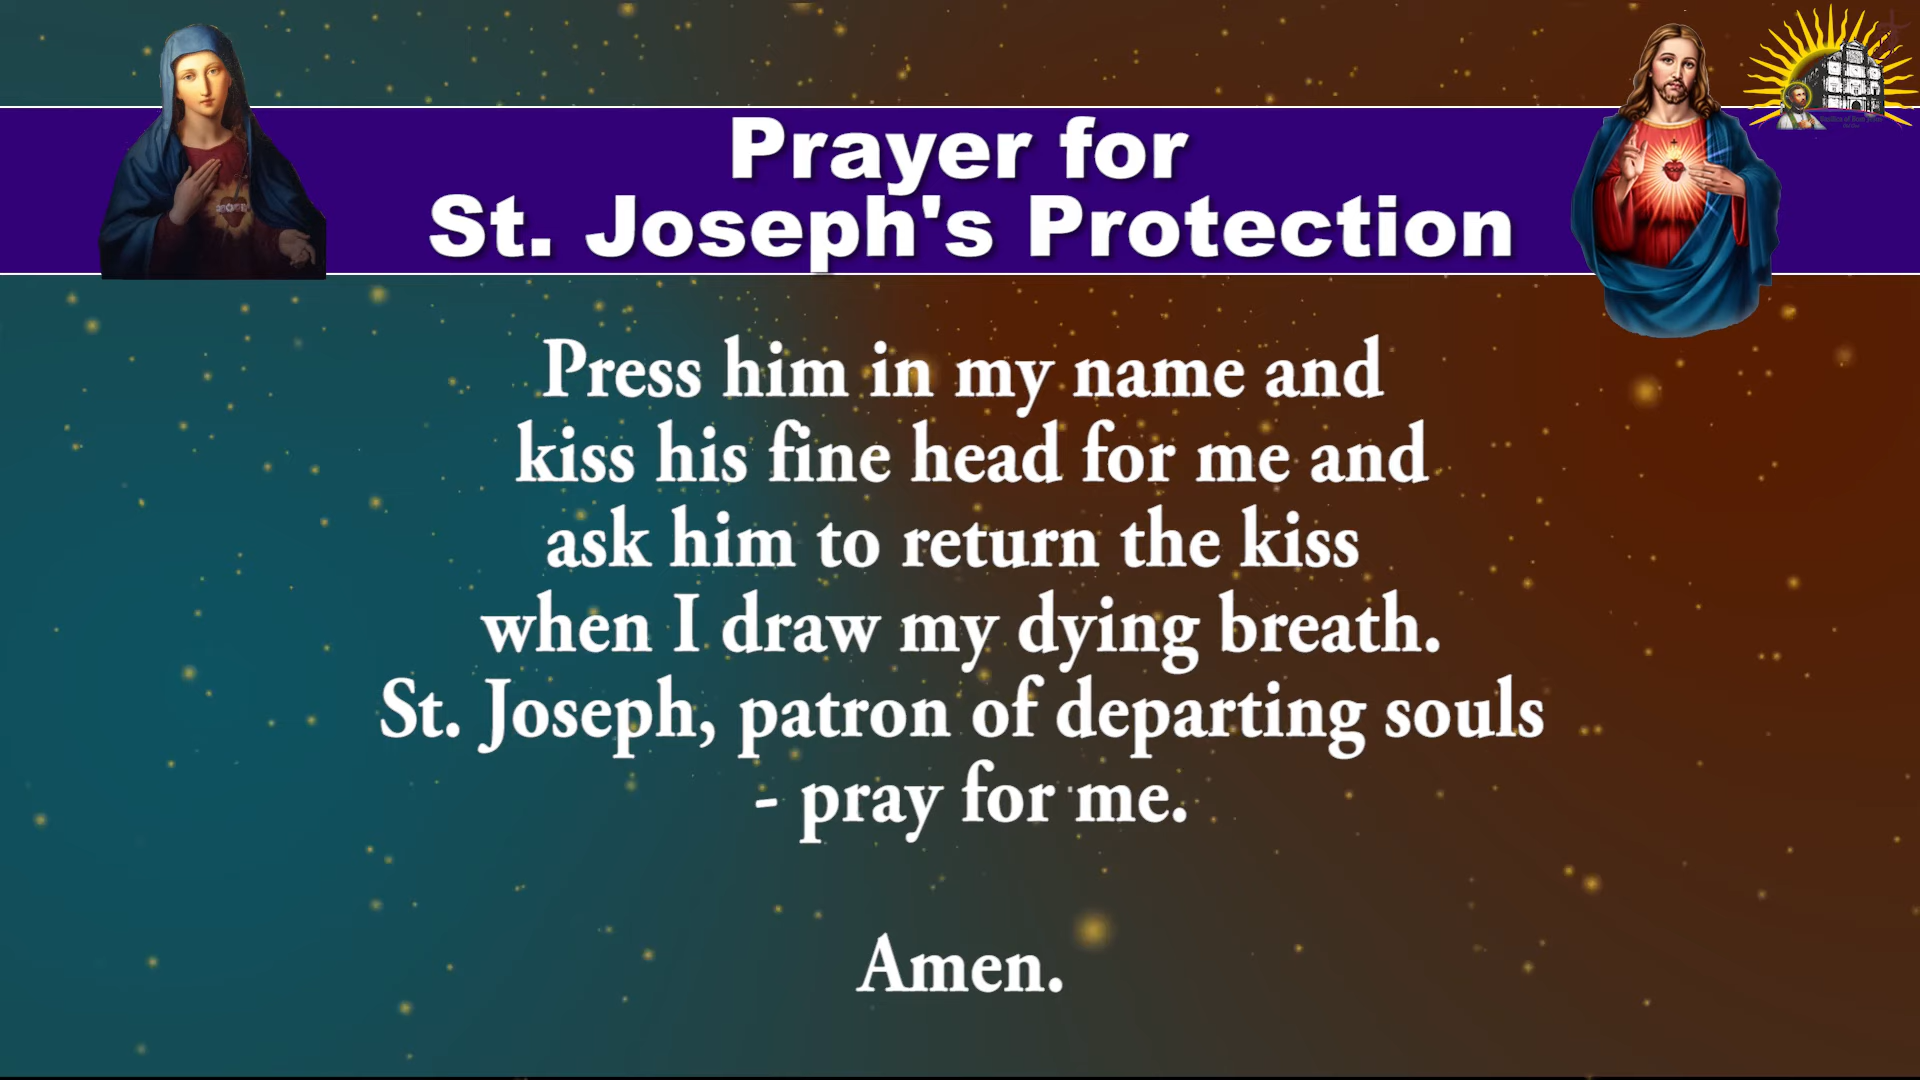 Prayer for
St. Joseph's Protection
Press him in my name and
kiss his fine head for me and
ask him to return the kiss
when I draw my dying breath.
St. Joseph, patron of departing souls
- pray for me.
Amen.